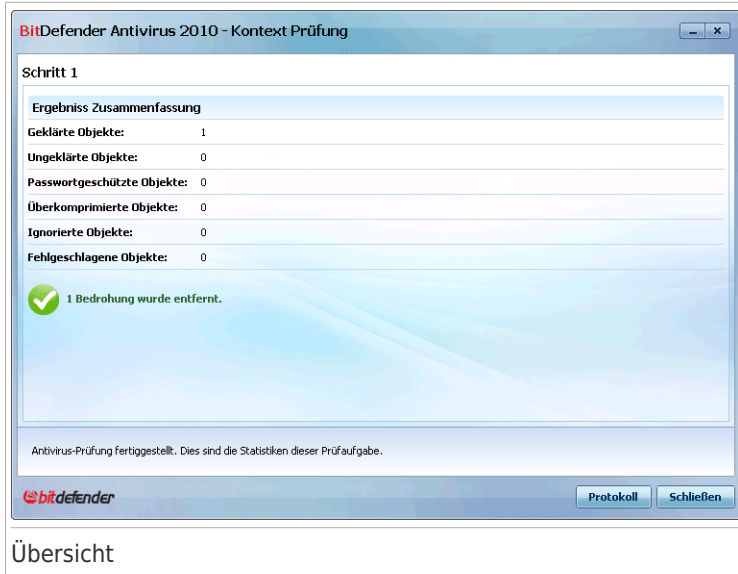 BitDefender Antivirus 2010 - Kontext Prüfung
Schritt 1
Ergebniss Zusammenfassung
Geklärte Objekte: 1
Ungeklärte Objekte: 0
Passwortgeschützte Objekte: 0
Überkomprimierte Objekte: 0
Ignorierte Objekte: 0
Fehlgeschlagene Objekte: 0
1 Bedrohung wurde entfernt.
Antivirus-Prüfung fertiggestellt. Dies sind die Statistiken dieser Prüfaufgabe.
bitdefender
Protokoll Schließen
Übersicht